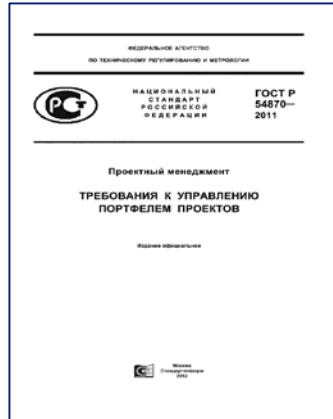 ФЕДЕРАЛЬНОЕ АГЕНТСТВО
ПО ТЕХНИЧЕСКОМУ РЕГУЛИРОВАНИЮ И МЕТРОЛОГИИ
НАЦИОНАЛЬНЫЙ
СТАНДАРТ
РОССИЙСКОЙ
ФЕДЕРАЦИИ
ГОСТ Р
54870—
2011
Проектный менеджмент
ТРЕБОВАНИЯ К УПРАВЛЕНИЮ
ПОРТФЕЛЕМ ПРОЕКТОВ
Издание официальное
Москва
Стандартинформ
2012